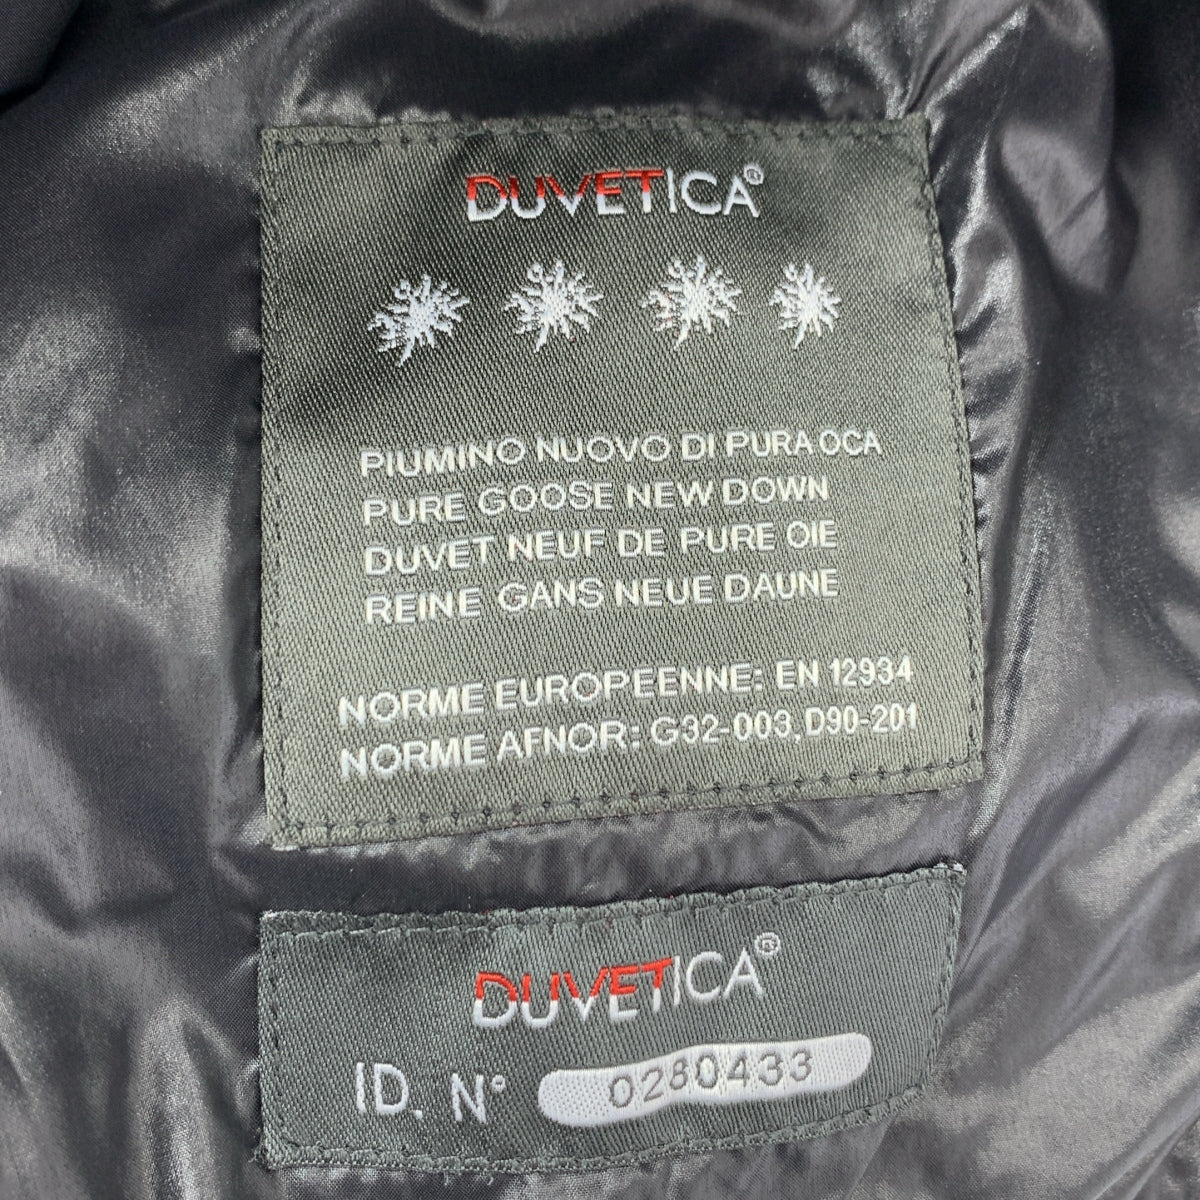 DUVETICA®
PIUMINO NUOVO DI PURA OCA
PURE GOOSE NEW DOWN
DUVET NEUF DE PURE OIE
REINE GANS NEUE DAUNE
NORME EUROPEENNE: EN 12934
NORME AFNOR: G32-003, D90-201
DUVETICA®
ID. N° 0280433